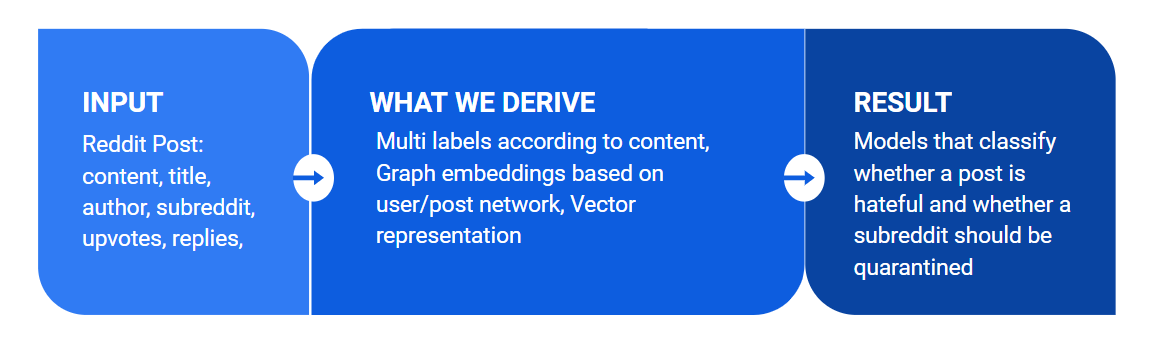 INPUT
Reddit Post:
content, title,
author, subreddit,
upvotes, replies,
WHAT WE DERIVE
Multi labels according to content,
Graph embeddings based on
user/post network, Vector
representation
RESULT
Models that classify
whether a post is
hateful and whether a
subreddit should be
quarantined